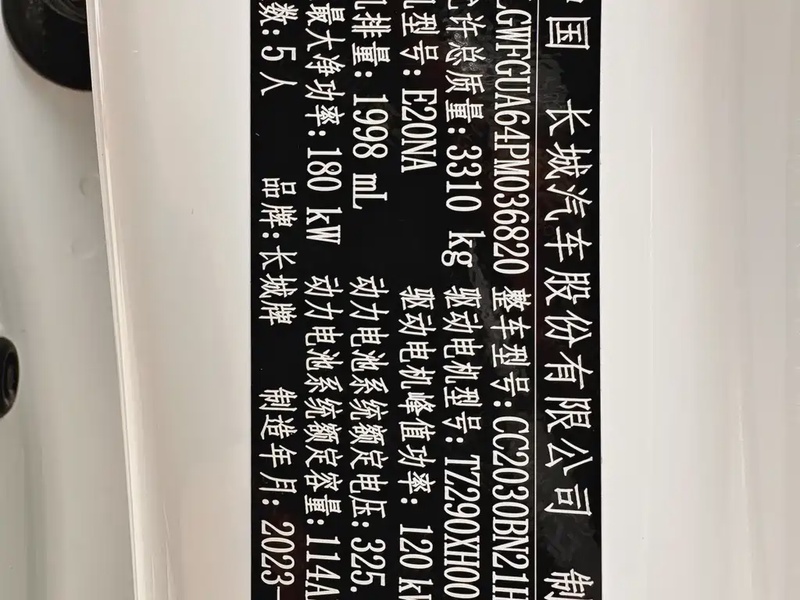 中国 长城汽车股份有限公司 制
LGWFGUA64PM036820 整车型号:CC2030BN21H
允许总质量:3310 kg 驱动电机型号:TZ290XH00
机型号:E20NA 驱动电机峰值功率:120 kW
机排量:1998 mL 动力电池系统额定电压:325.
最大净功率:180 kW 动力电池系统额定容量:114A
数:5人 品牌:长城牌 制造年月:2023-